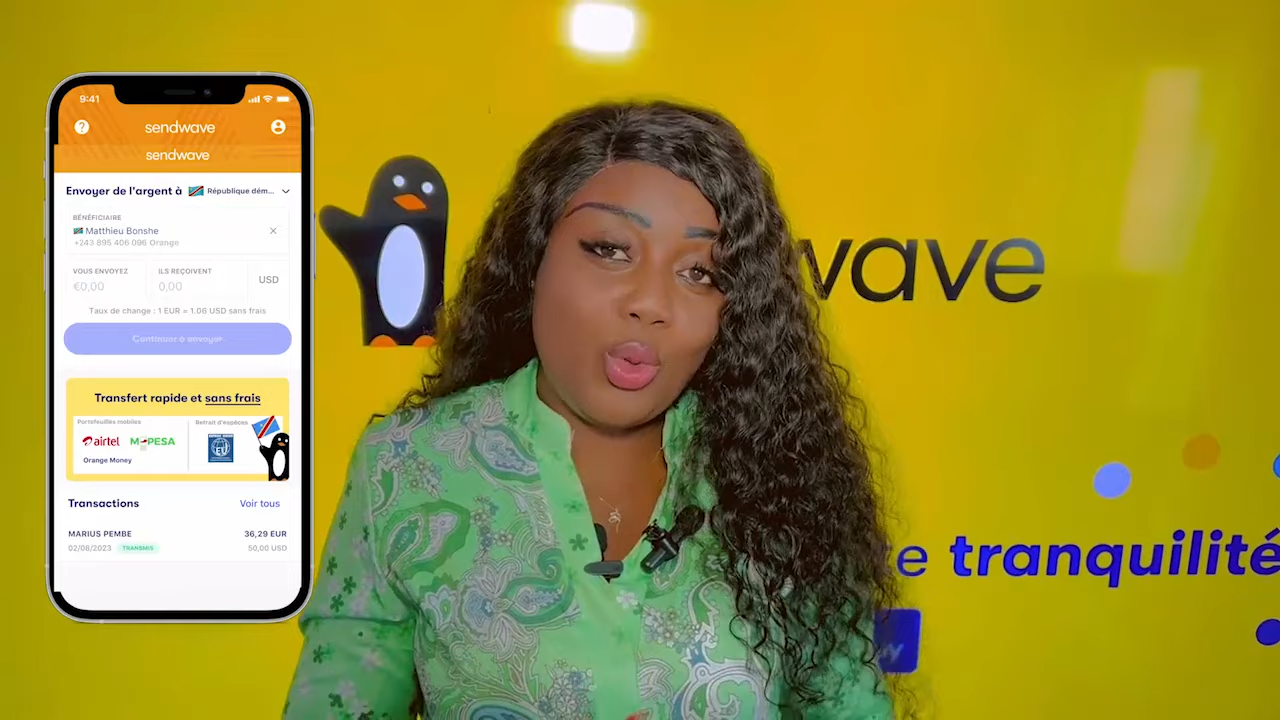 9:41
sendwave
sendwave
Envoyer de l'argent à République dém...
BÉNÉFICIAIRE
Matthieu Bonshe
+243 895 406 096 Orange
VOUS ENVOYEZ ILS REÇOIVENT
€0,00 0,00 USD
Taux de change : 1 EUR = 1.06 USD sans frais
Continuer à envoyer
Transfert rapide et sans frais
Portefeuilles mobiles Retrait d'espèces
airtel M-PESA
Orange Money
Transactions Voir tous
MARIUS PEMBE 36,29 EUR
02/08/2023 TRANSMIS 50,00 USD
wave
e tranquilité